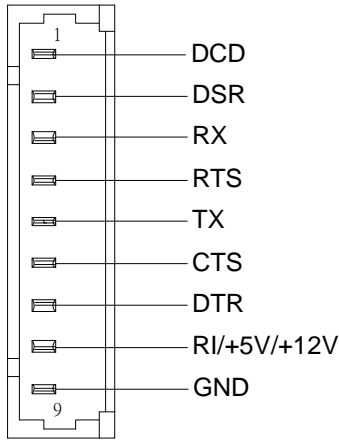 1
DCD
DSR
RX
RTS
TX
CTS
DTR
RI/+5V/+12V
GND
9